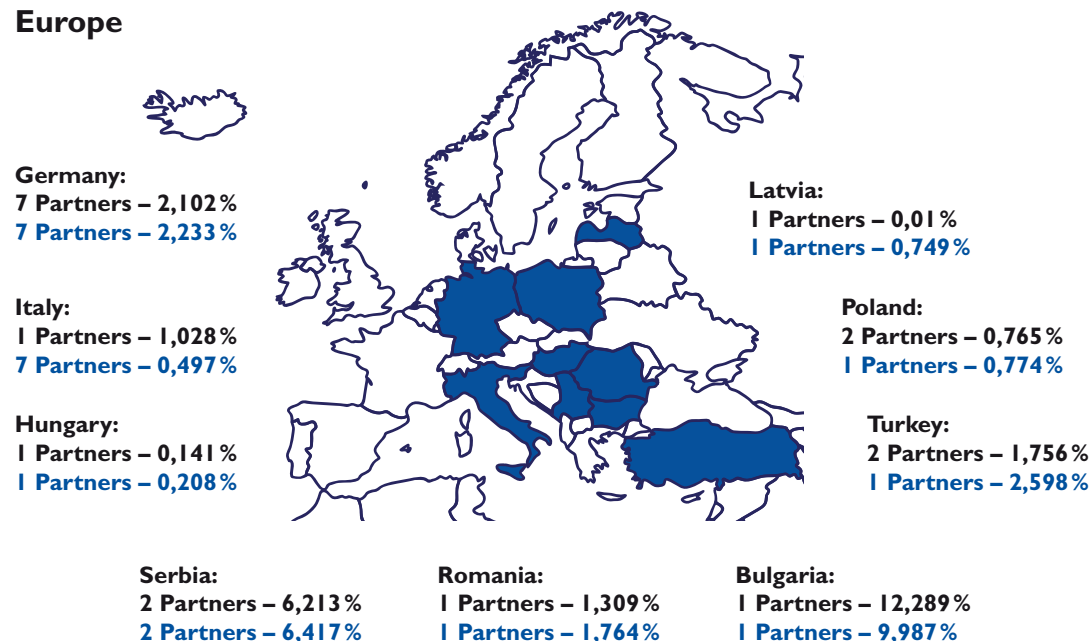 Europe
Germany:
7 Partners – 2,102 %
7 Partners – 2,233 %
Latvia:
1 Partners – 0,01 %
1 Partners – 0,749 %
Italy:
1 Partners – 1,028 %
7 Partners – 0,497 %
Poland:
2 Partners – 0,765 %
1 Partners – 0,774 %
Hungary:
1 Partners – 0,141 %
1 Partners – 0,208 %
Turkey:
2 Partners – 1,756 %
1 Partners – 2,598 %
Serbia:
2 Partners – 6,213 %
2 Partners – 6,417 %
Romania:
1 Partners – 1,309 %
1 Partners – 1,764 %
Bulgaria:
1 Partners – 12,289 %
1 Partners – 9,987 %